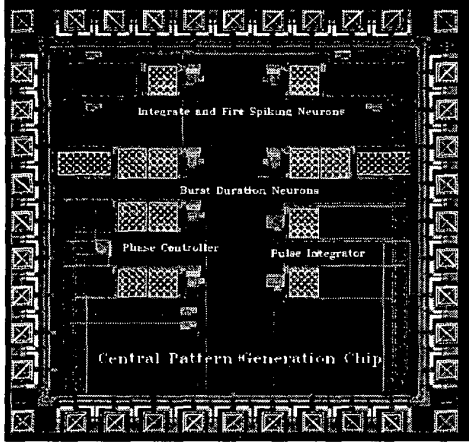 Integrate and Fire Spiking Neurons
Burst Duration Neurons
Phase Controller
Pulse Integrator
Central Pattern Generation Chip